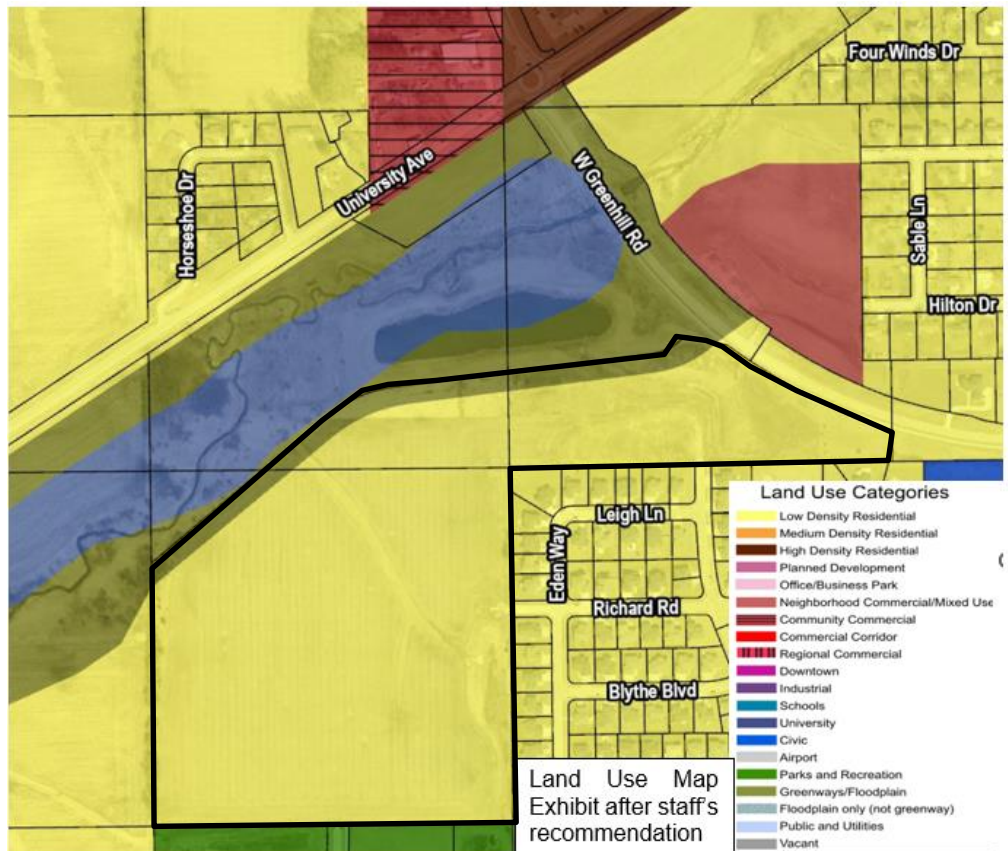 Four Winds Dr
University Ave
W Greenhill Rd
Horseshoe Dr
Sable Ln
Hilton Dr
Leigh Ln
Eden Way
Richard Rd
Blythe Blvd
Land Use Categories
Low Density Residential
Medium Density Residential
High Density Residential
Planned Development
Office/Business Park
Neighborhood Commercial/Mixed Use
Community Commercial
Commercial Corridor
Regional Commercial
Downtown
Industrial
Schools
University
Civic
Airport
Parks and Recreation
Greenways/Floodplain
Floodplain only (not greenway)
Public and Utilities
Vacant
Land Use Map
Exhibit after staff's
recommendation